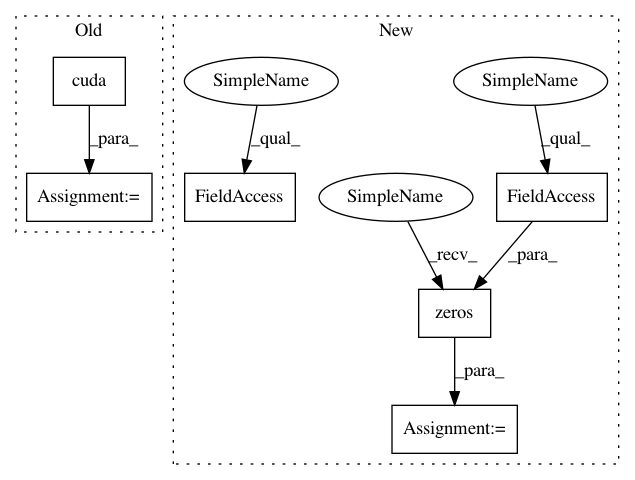 Old
New
cuda
SimpleName
SimpleName
_para_
_qual_
_qual_
Assignment:=
FieldAccess
SimpleName
FieldAccess
_recv_
_para_
zeros
_para_
Assignment:=